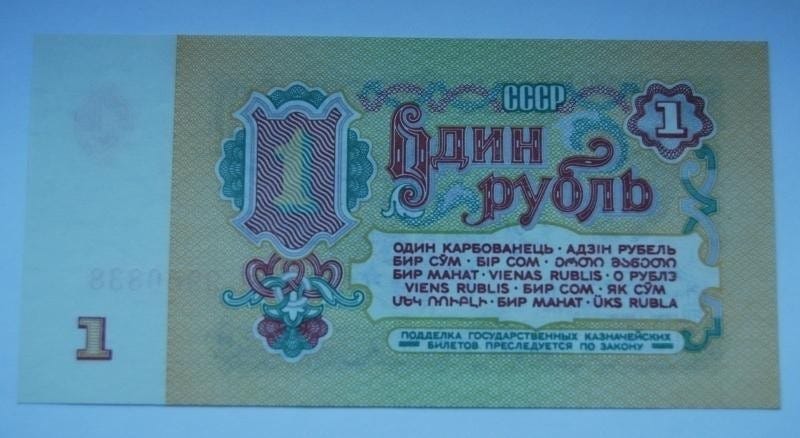 СССР
1
1
Один
рубль
ОДИН КАРБОВАНЕЦЬ · АДЗІН РУБЕЛЬ
БИР СЎМ · БІР СОМ · ᲔᲠᲗᲘ ᲛᲐᲜᲔᲗᲘ
БИР МАНАТ · VIENAS RUBLIS · О РУБЛЭ
VIENS RUBLIS · БИР СОМ · ЯК СЎМ
ՄԵԿ ՌՈՒԲԼԻ · БИР МАНАТ · ÜKS RUBLA
ПОДДЕЛКА ГОСУДАРСТВЕННЫХ КАЗНАЧЕЙСКИХ
БИЛЕТОВ ПРЕСЛЕДУЕТСЯ ПО ЗАКОНУ
1